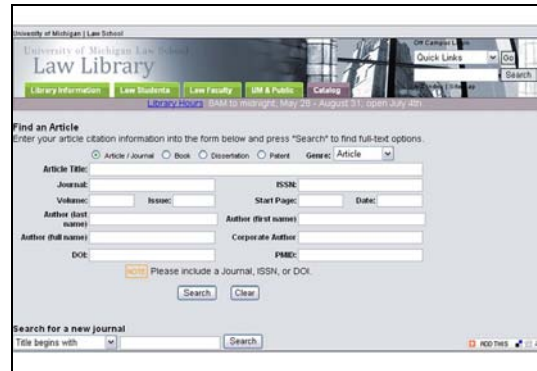 University of Michigan | Law School
University of Michigan Law School
Law Library
Off Campus Login
Quick Links Go
Search
Library Information Law Students Law Faculty UM & Public Catalog
Library Hours: 8AM to midnight, May 28 - August 31, open July 4th
Find an Article
Enter your article citation information into the form below and press "Search" to find full-text options.
Article / Journal Book Dissertation Patent Genre: Article
Article Title:
Journal: ISSN:
Volume: Issue: Start Page: Date:
Author (last name) Author (first name)
Author (full name) Corporate Author
DOI: PMID:
NOTE: Please include a Journal, ISSN, or DOI.
Search Clear
Search for a new journal
Title begins with Search
ADD THIS